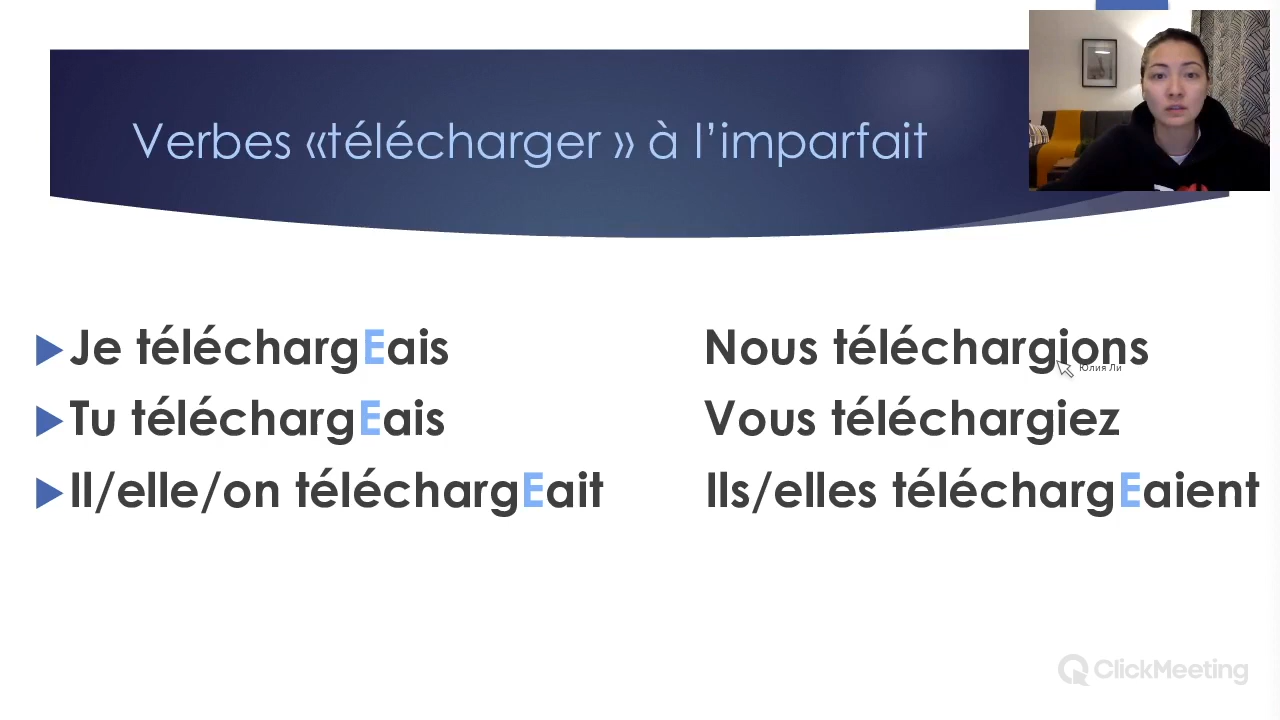 Verbes «télécharger » à l’imparfait
Je téléchargEais
Tu téléchargEais
Il/elle/on téléchargEait
Nous téléchargions
Юлия Ли
Vous téléchargiez
Ils/elles téléchargEaient
ClickMeeting